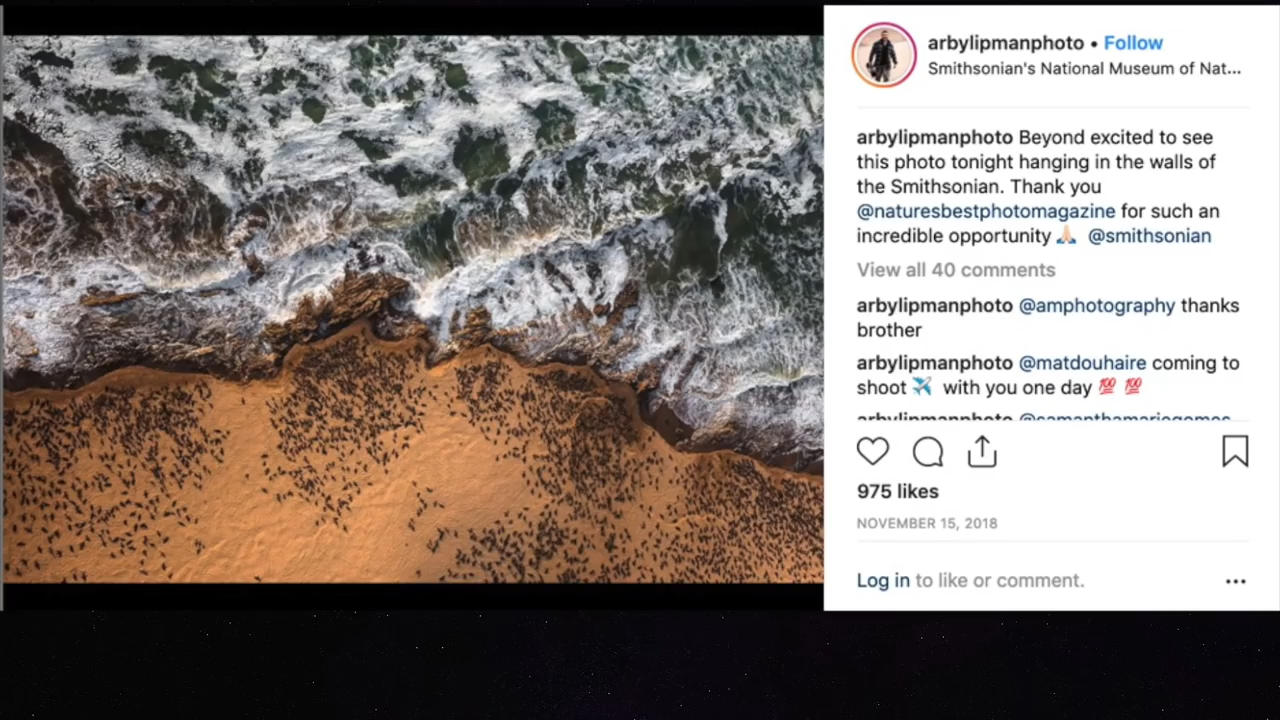 arbylipmanphoto • Follow
Smithsonian's National Museum of Nat...
arbylipmanphoto Beyond excited to see
this photo tonight hanging in the walls of
the Smithsonian. Thank you
@naturesbestphotomagazine for such an
incredible opportunity 🙏🏻 @smithsonian
View all 40 comments
arbylipmanphoto @amphotography thanks
brother
arbylipmanphoto @matdouhaire coming to
shoot ✈️ with you one day 💯 💯
arbylipmanphoto @samanthamariegomes
975 likes
NOVEMBER 15, 2018
Log in to like or comment.